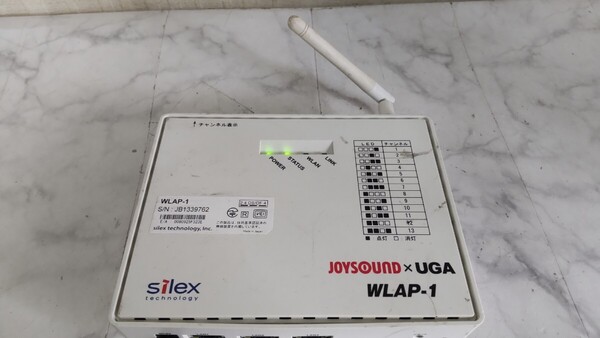 ！チャンネル表示
POWER
STATUS
WLAN
LINK
LED チャンネル
1
2
3
4
5
6
7
8
9
10
11
12
13
■ 点灯 □ 消灯
WLAP-1
S/N : JB1339762
silex technology, Inc.
silex
technology
JOYSOUND×UGA
WLAP-1